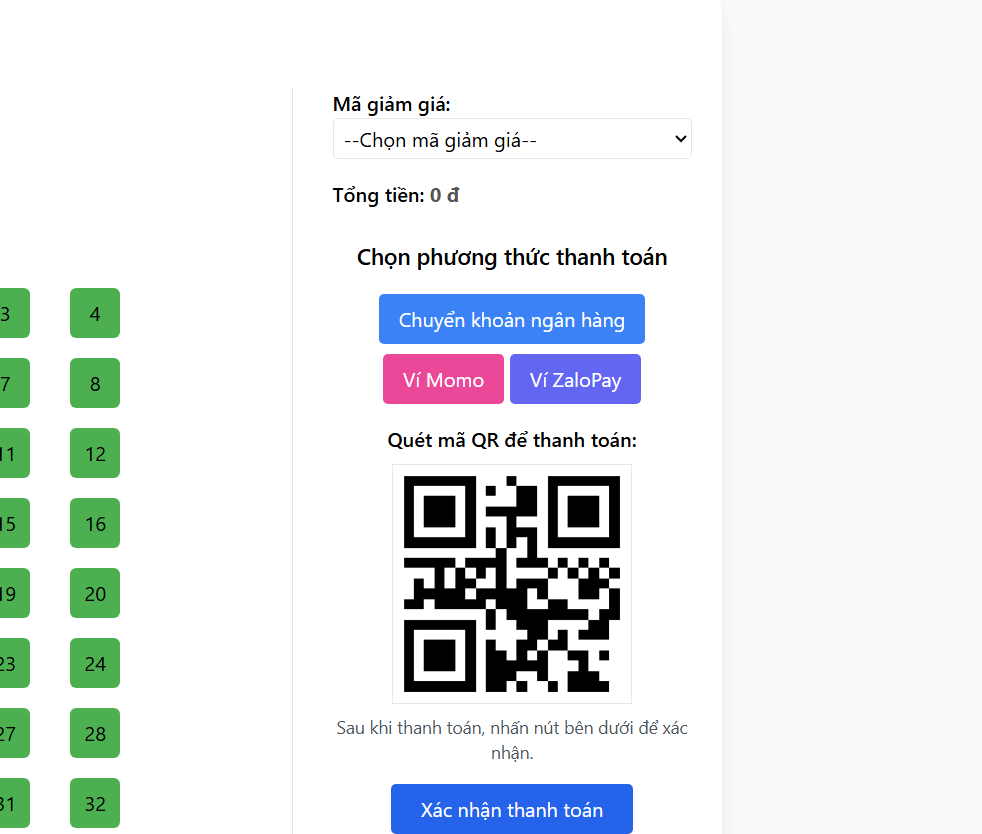 Mã giảm giá:
--Chọn mã giảm giá--
Tổng tiền: 0 đ
Chọn phương thức thanh toán
Chuyển khoản ngân hàng
Ví Momo Ví ZaloPay
Quét mã QR để thanh toán:
Sau khi thanh toán, nhấn nút bên dưới để xác
nhận.
Xác nhận thanh toán
3 4
7 8
11 12
15 16
19 20
23 24
27 28
31 32